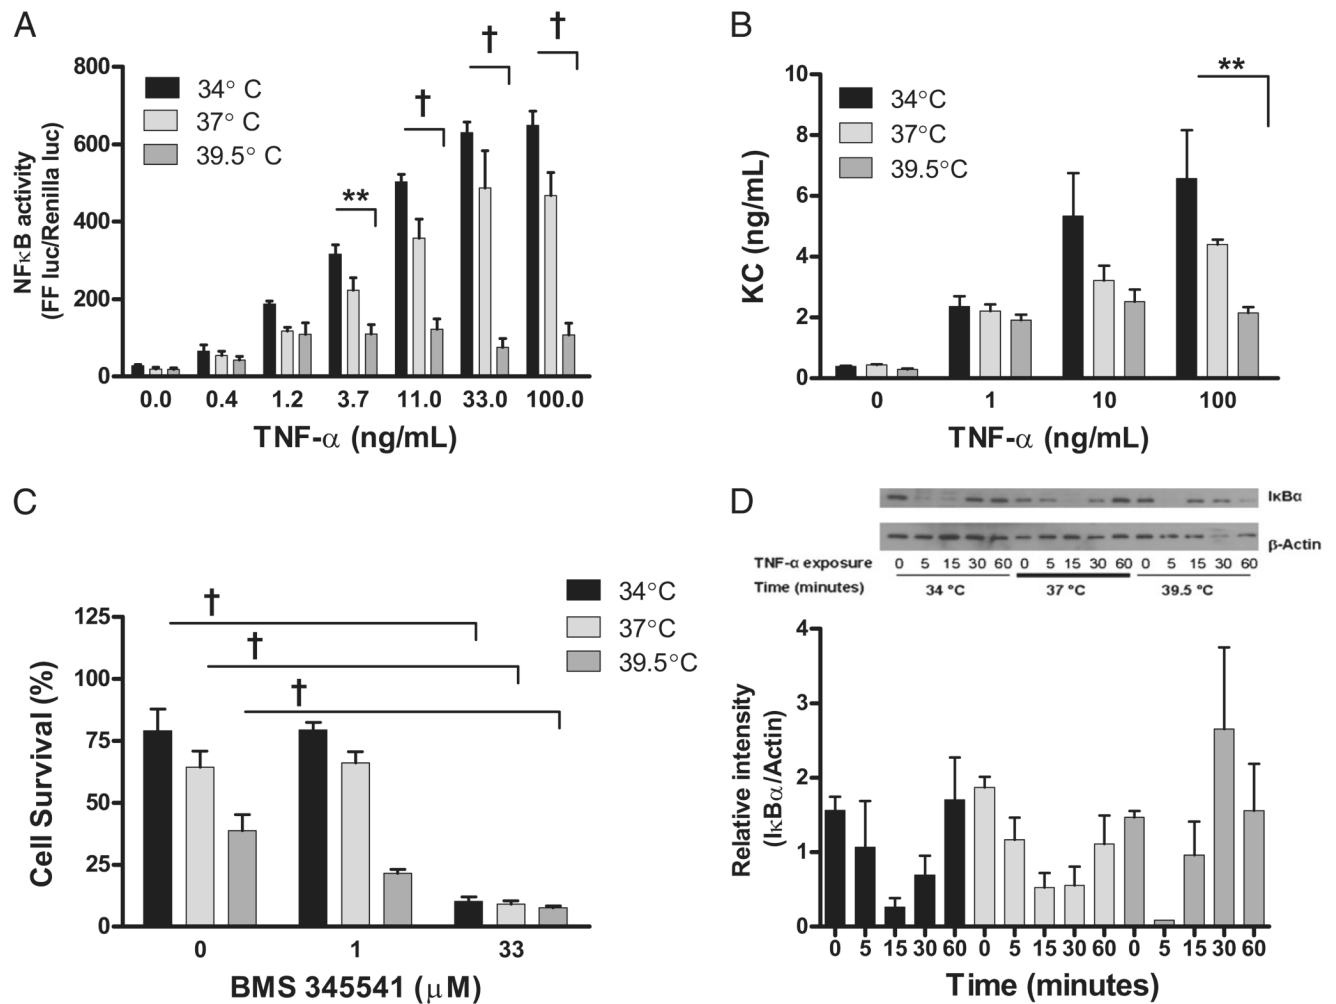 A
800
600
400
200
0
NFκB activity
(FF luc/Renilla luc)
34° C
37° C
39.5° C
**
†
†
†
0.0 0.4 1.2 3.7 11.0 33.0 100.0
TNF-α (ng/mL)
B
10
8
6
4
2
0
KC (ng/mL)
34°C
37°C
39.5°C
**
0 1 10 100
TNF-α (ng/mL)
C
125
100
75
50
25
0
Cell Survival (%)
34°C
37°C
39.5°C
†
†
†
0 1 33
BMS 345541 (μM)
D
IκBα
β-Actin
TNF-α exposure 0 5 15 30 60 0 5 15 30 60 0 5 15 30 60
Time (minutes) 34 °C 37 °C 39.5 °C
4
3
2
1
0
Relative intensity
(IκBα/Actin)
0 5 15 30 60 0 5 15 30 60 0 5 15 30 60
Time (minutes)